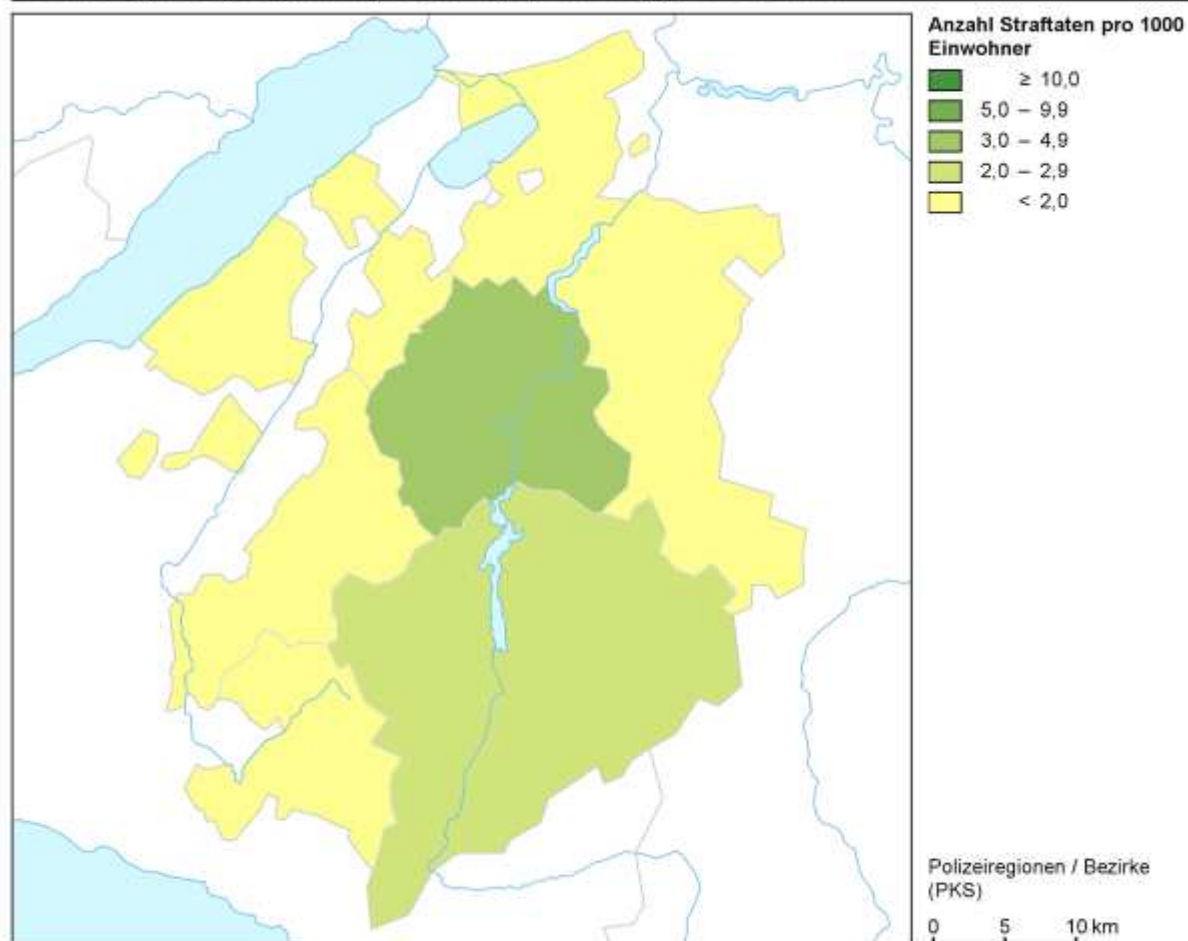 Anzahl Straftaten pro 1000
Einwohner
≥ 10,0
5,0 – 9,9
3,0 – 4,9
2,0 – 2,9
< 2,0
Polizeiregionen / Bezirke
(PKS)
0 5 10 km